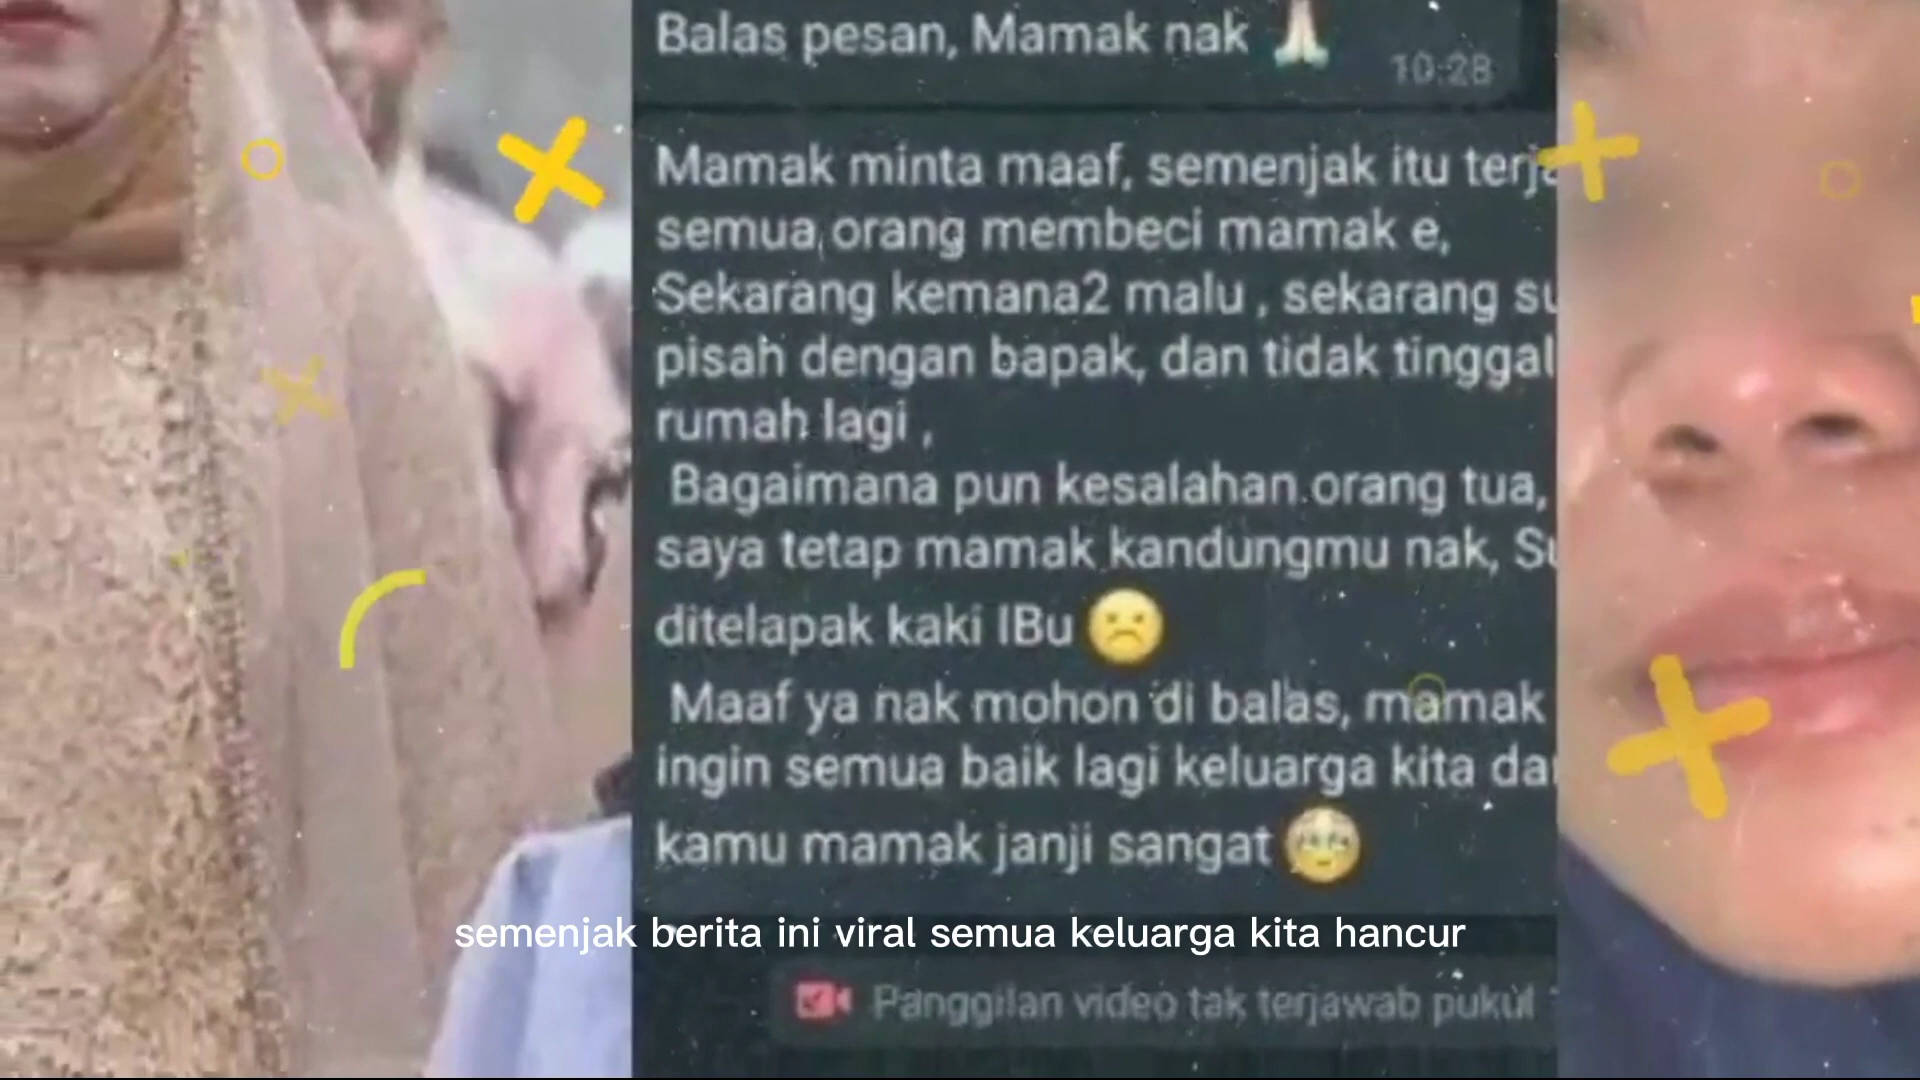 Balas pesan, Mamak nak 🙏🏻
10:28
Mamak minta maaf, semenjak itu
semua orang membeci mamak e,
Sekarang kemana2 malu , sekarang
pisah dengan bapak, dan tidak tinggal
rumah lagi ,
Bagaimana pun kesalahan orang tua,
saya tetap mamak kandungmu nak,
ditelapak kaki IBu ☹️
Maaf ya nak mohon di balas, mamak
ingin semua baik lagi keluarga kita
kamu mamak janji sangat 🥹
semenjak berita ini viral semua keluarga kita hancur
Panggilan video tak terjawab pukul